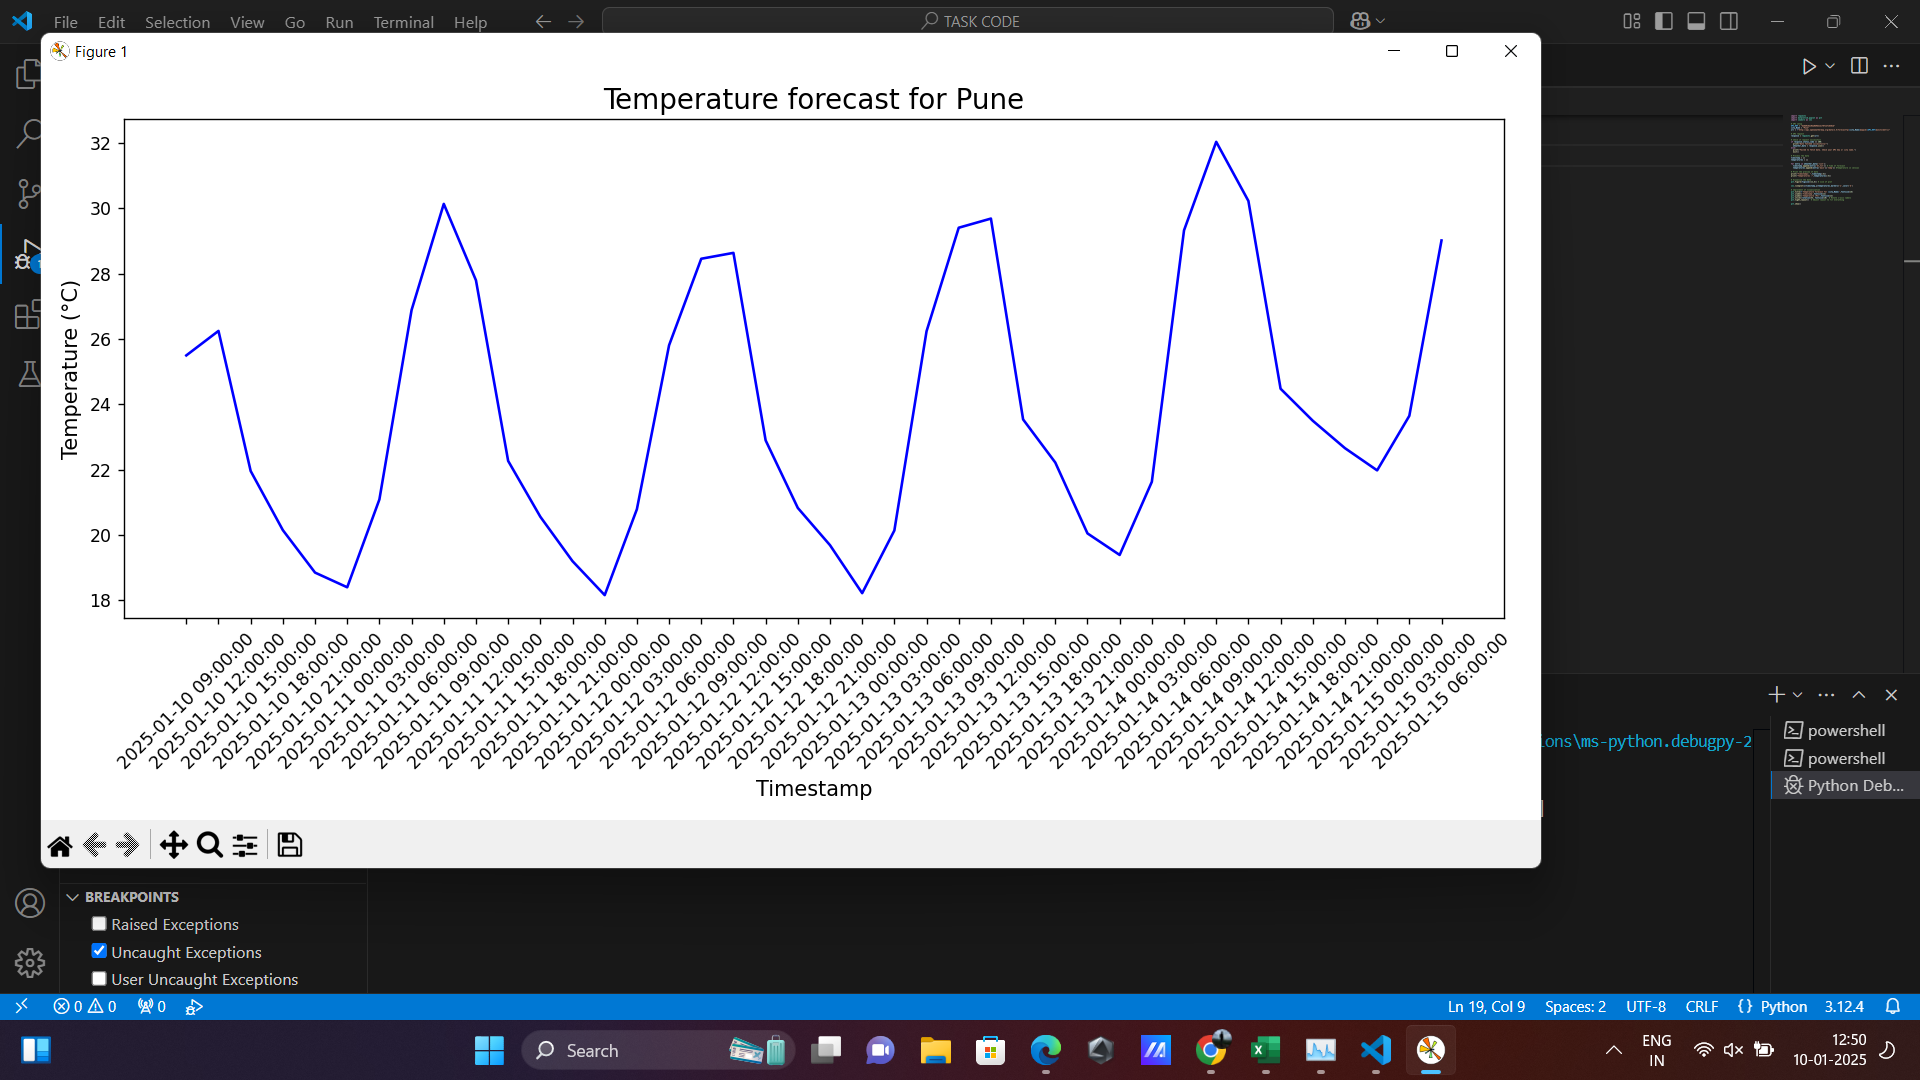 File Edit Selection View Go Run Terminal Help
TASK CODE
Figure 1
Temperature forecast for Pune
Temperature (°C)
32
30
28
26
24
22
20
18
2025-01-10 09:00:00
2025-01-10 12:00:00
2025-01-10 15:00:00
2025-01-10 18:00:00
2025-01-10 21:00:00
2025-01-11 00:00:00
2025-01-11 03:00:00
2025-01-11 06:00:00
2025-01-11 09:00:00
2025-01-11 12:00:00
2025-01-11 15:00:00
2025-01-11 18:00:00
2025-01-11 21:00:00
2025-01-12 00:00:00
2025-01-12 03:00:00
2025-01-12 06:00:00
2025-01-12 09:00:00
2025-01-12 12:00:00
2025-01-12 15:00:00
2025-01-12 18:00:00
2025-01-12 21:00:00
2025-01-13 00:00:00
2025-01-13 03:00:00
2025-01-13 06:00:00
2025-01-13 09:00:00
2025-01-13 12:00:00
2025-01-13 15:00:00
2025-01-13 18:00:00
2025-01-13 21:00:00
2025-01-14 00:00:00
2025-01-14 03:00:00
2025-01-14 06:00:00
2025-01-14 09:00:00
2025-01-14 12:00:00
2025-01-14 15:00:00
2025-01-14 18:00:00
2025-01-14 21:00:00
2025-01-15 00:00:00
2025-01-15 03:00:00
2025-01-15 06:00:00
Timestamp
powershell
ions\ms-python.debugpy-2
powershell
Python Deb...
BREAKPOINTS
Raised Exceptions
Uncaught Exceptions
User Uncaught Exceptions
0 0 0
Ln 19, Col 9 Spaces: 2 UTF-8 CRLF {} Python 3.12.4
Search
ENG
IN
12:50
10-01-2025